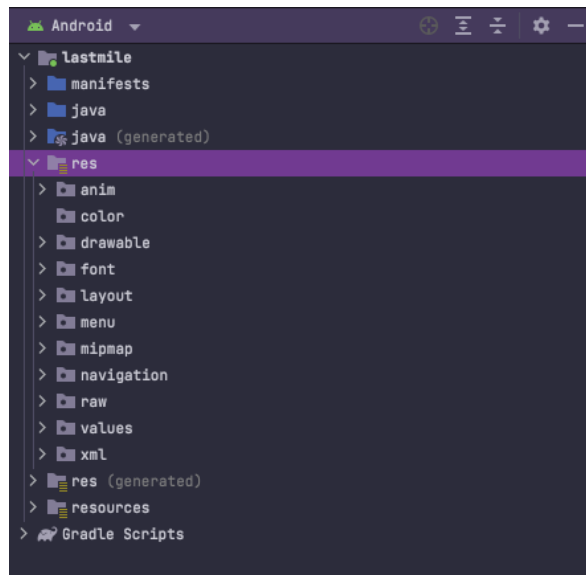 Android
lastmile
manifests
java
java (generated)
res
anim
color
drawable
font
layout
menu
mipmap
navigation
raw
values
xml
res (generated)
resources
Gradle Scripts